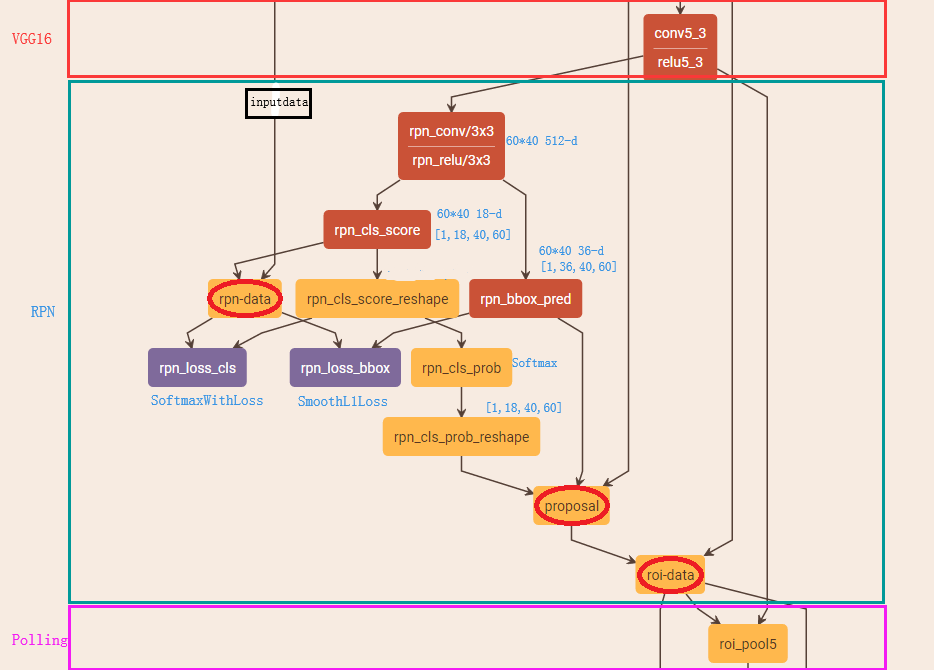 VGG16
conv5_3
relu5_3
inputdata
rpn_conv/3x3
rpn_relu/3x3
60*40 512-d
rpn_cls_score
60*40 18-d
[1,18,40,60]
60*40 36-d
[1,36,40,60]
rpn-data
rpn_cls_score_reshape
rpn_bbox_pred
RPN
rpn_loss_cls
rpn_loss_bbox
rpn_cls_prob
Softmax
SoftmaxWithLoss
SmoothL1Loss
[1,18,40,60]
rpn_cls_prob_reshape
proposal
roi-data
Polling
roi_pool5